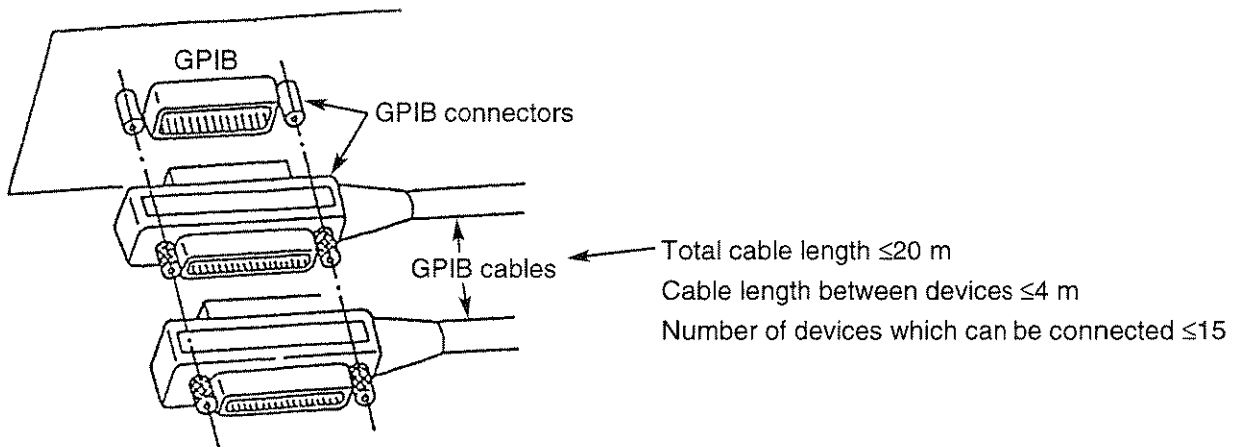 GPIB
GPIB connectors
GPIB cables
Total cable length ≤20 m
Cable length between devices ≤4 m
Number of devices which can be connected ≤15